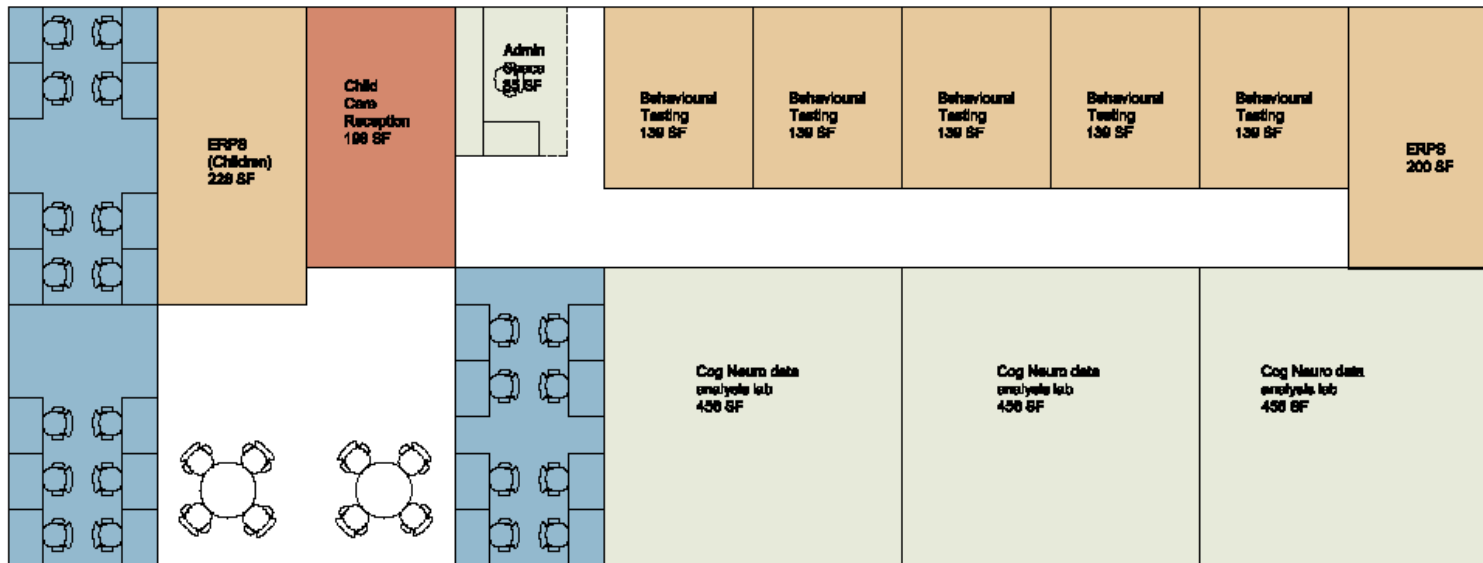 Admin
Space
85 SF
Child
Care
Reception
198 SF
ERPS
(Children)
228 SF
Behavioural
Testing
139 SF
Behavioural
Testing
139 SF
Behavioural
Testing
139 SF
Behavioural
Testing
139 SF
Behavioural
Testing
139 SF
ERPS
200 SF
Cog Neuro data
analysis lab
456 SF
Cog Neuro data
analysis lab
456 SF
Cog Neuro data
analysis lab
456 SF